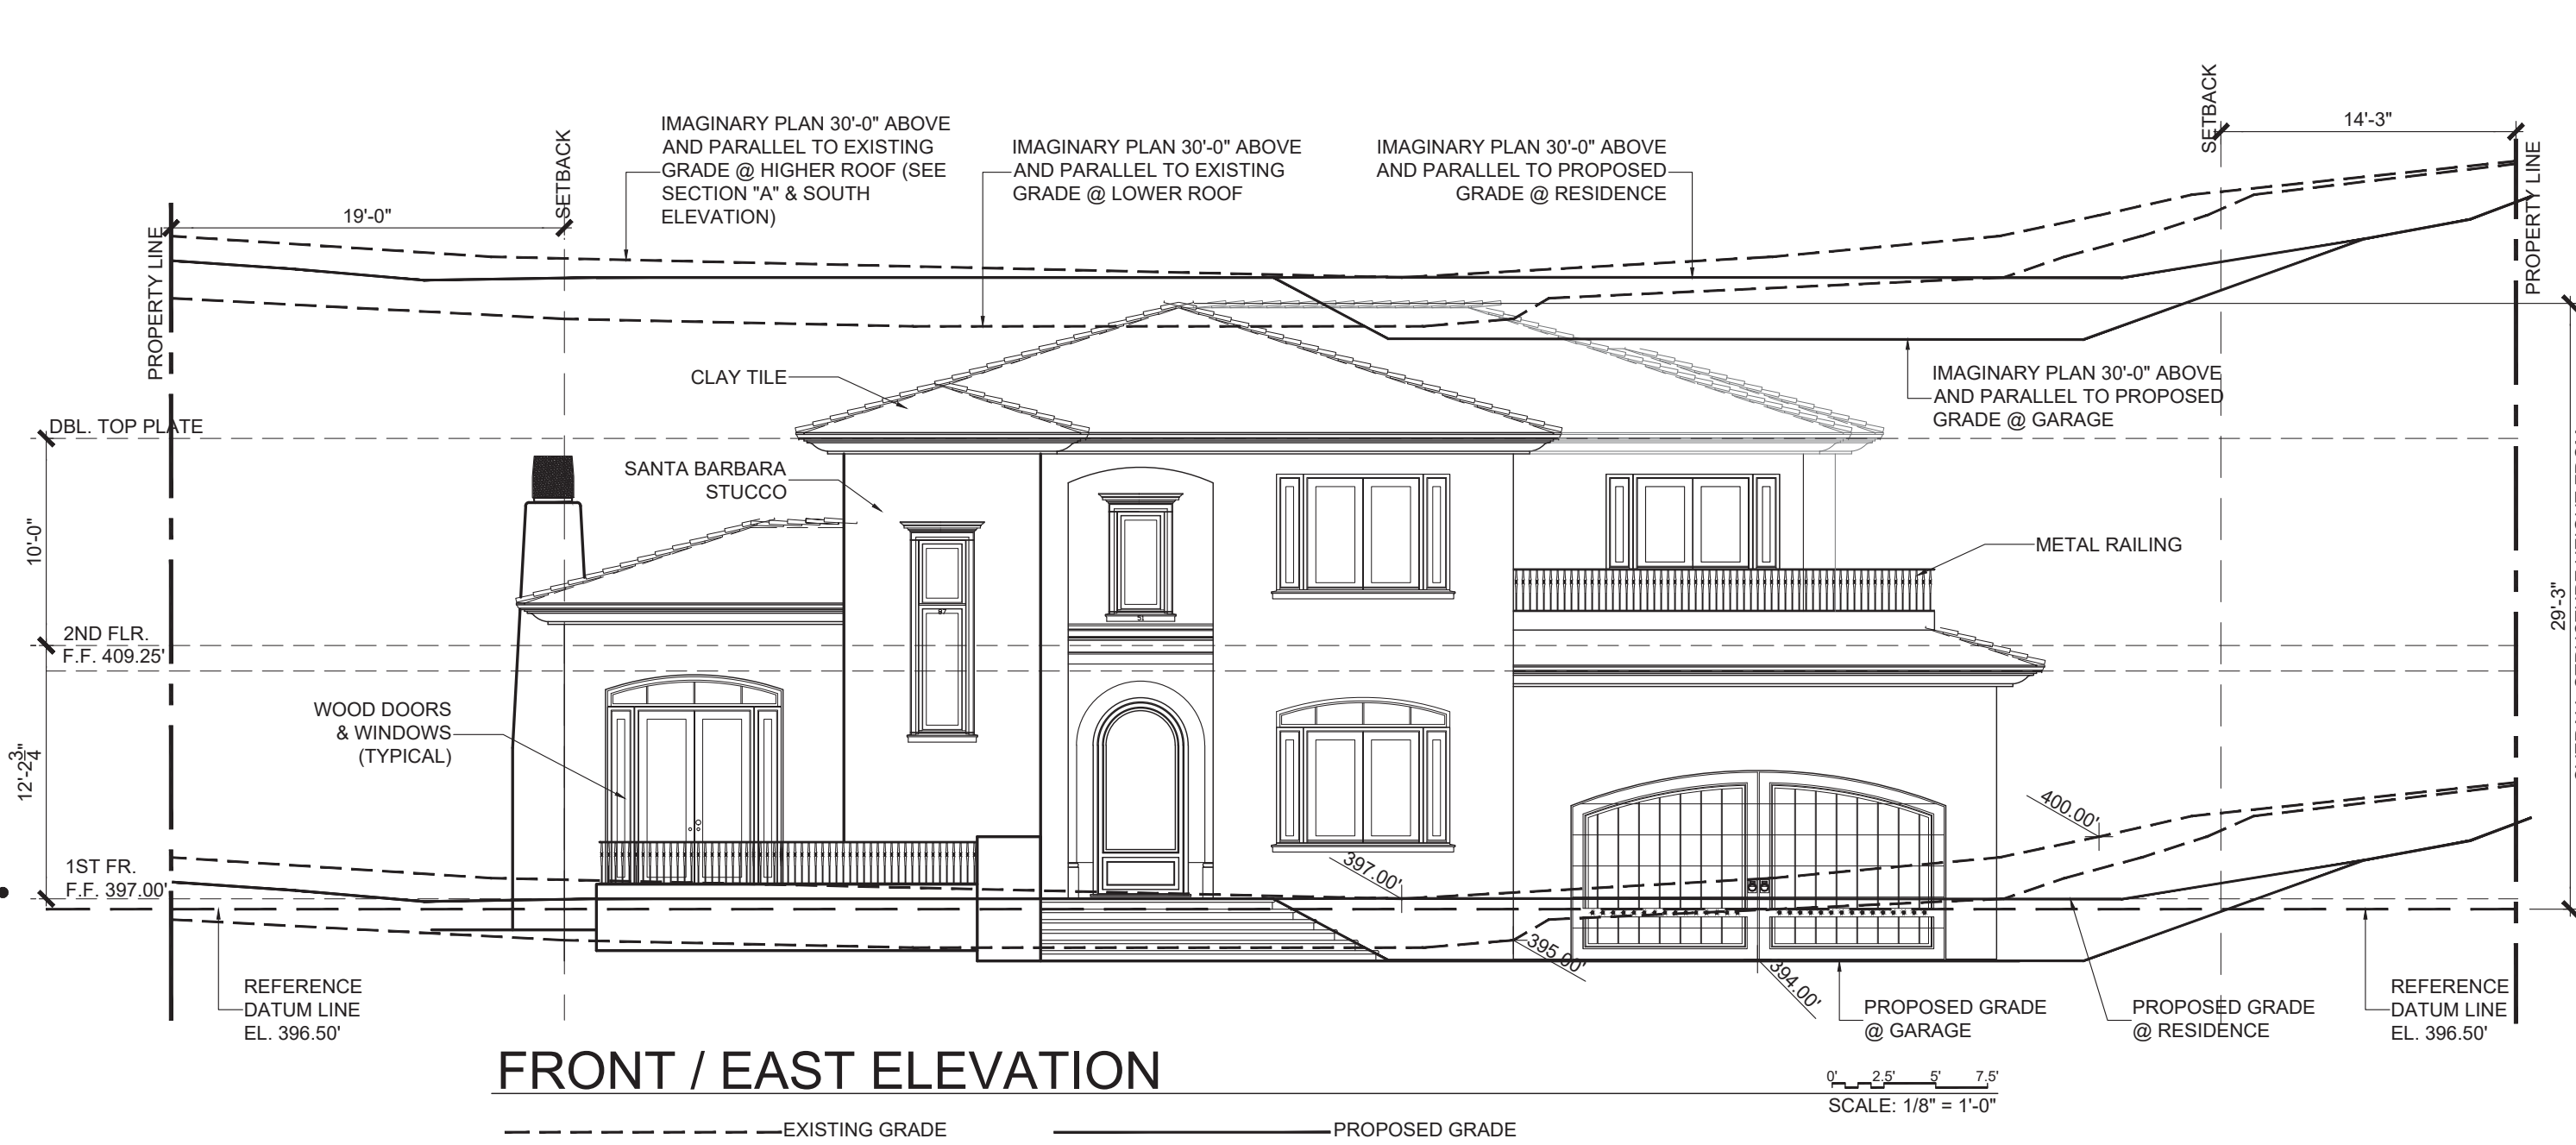 SETBACK
14'-3"
PROPERTY LINE
IMAGINARY PLAN 30'-0" ABOVE
AND PARALLEL TO EXISTING
GRADE @ HIGHER ROOF (SEE
SECTION "A" & SOUTH
ELEVATION)
SETBACK
19'-0"
PROPERTY LINE
IMAGINARY PLAN 30'-0" ABOVE
AND PARALLEL TO EXISTING
GRADE @ LOWER ROOF
IMAGINARY PLAN 30'-0" ABOVE
AND PARALLEL TO PROPOSED
GRADE @ RESIDENCE
CLAY TILE
IMAGINARY PLAN 30'-0" ABOVE
AND PARALLEL TO PROPOSED
GRADE @ GARAGE
DBL. TOP PLATE
SANTA BARBARA
STUCCO
10'-0"
METAL RAILING
29'-3"
2ND FLR.
F.F. 409.25'
WOOD DOORS
& WINDOWS
(TYPICAL)
12'-2 3/4"
400.00'
1ST FR.
F.F. 397.00'
397.00'
395.00'
394.00'
REFERENCE
DATUM LINE
EL. 396.50'
PROPOSED GRADE
@ GARAGE
PROPOSED GRADE
@ RESIDENCE
REFERENCE
DATUM LINE
EL. 396.50'
FRONT / EAST ELEVATION
0' 2.5' 5' 7.5'
SCALE: 1/8" = 1'-0"
EXISTING GRADE
PROPOSED GRADE